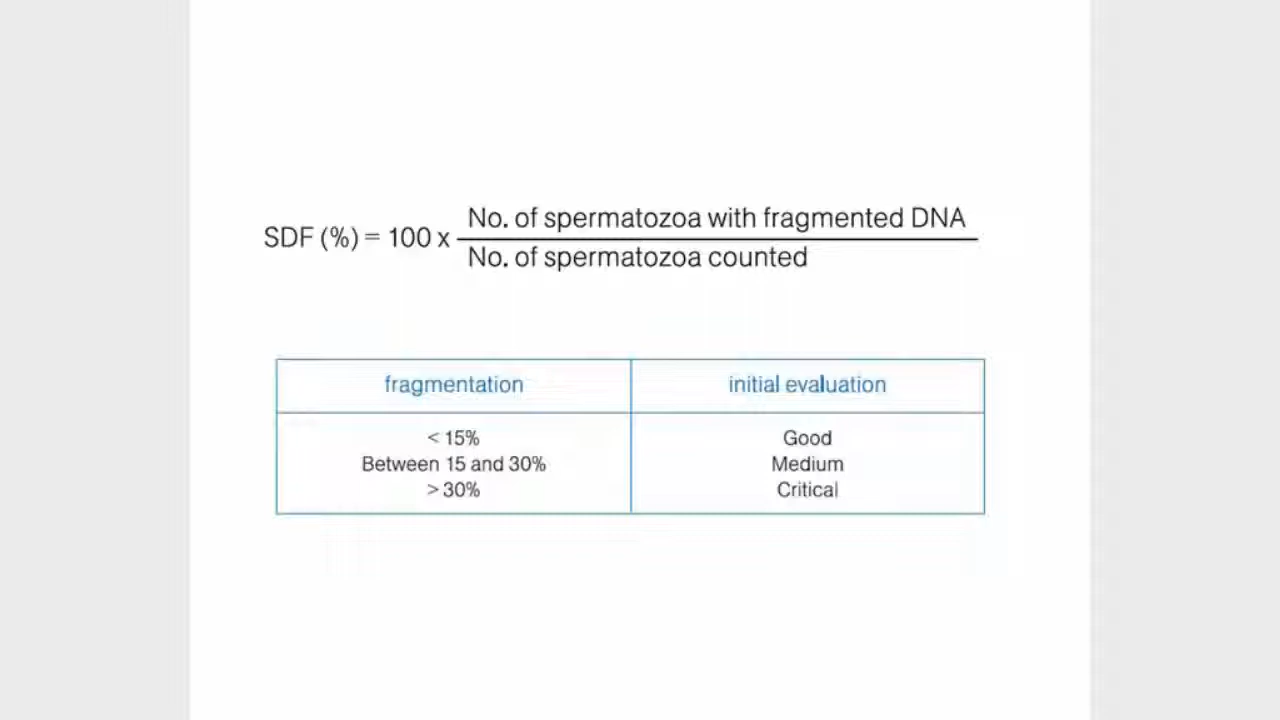 SDF (%) = 100 x No. of spermatozoa with fragmented DNA
No. of spermatozoa counted
fragmentation initial evaluation
< 15% Good
Between 15 and 30% Medium
> 30% Critical